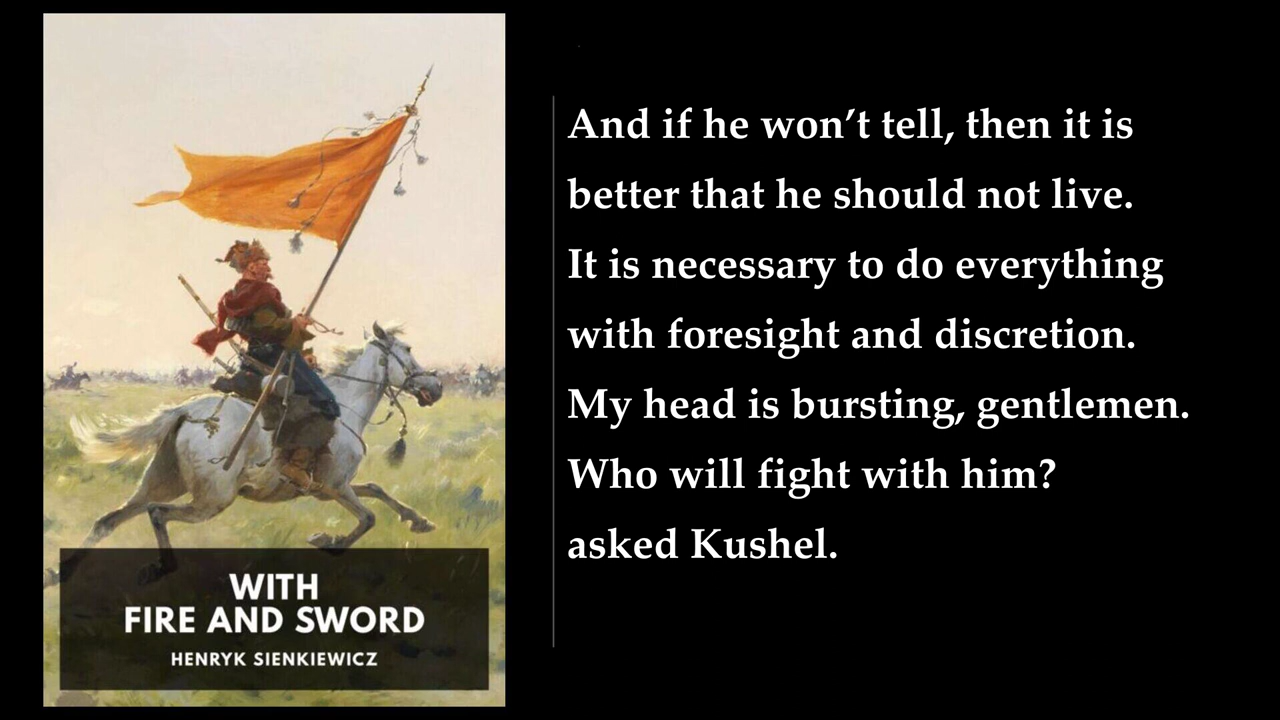 WITH
FIRE AND SWORD
HENRYK SIENKIEWICZ
And if he won’t tell, then it is
better that he should not live.
It is necessary to do everything
with foresight and discretion.
My head is bursting, gentlemen.
Who will fight with him?
asked Kushel.